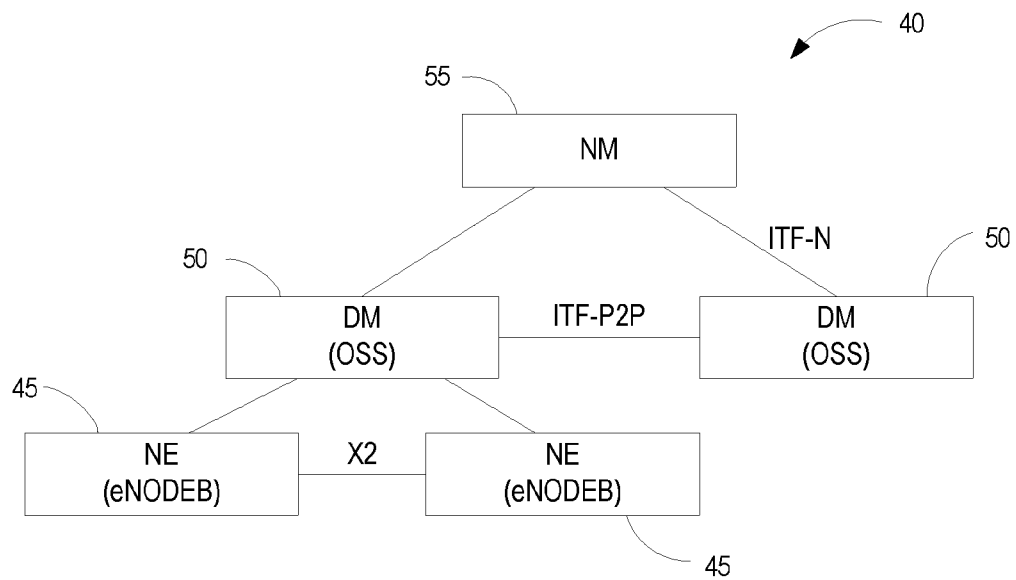 40
55
NM
ITF-N
50
50
DM
(OSS)
ITF-P2P
DM
(OSS)
45
NE
(eNODEB)
X2
NE
(eNODEB)
45